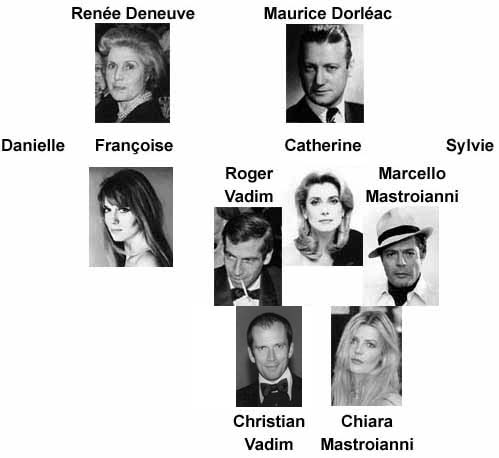 Renée Deneuve Maurice Dorléac
Danielle Françoise Catherine Sylvie
Roger Vadim
Marcello Mastroianni
Christian Vadim
Chiara Mastroianni